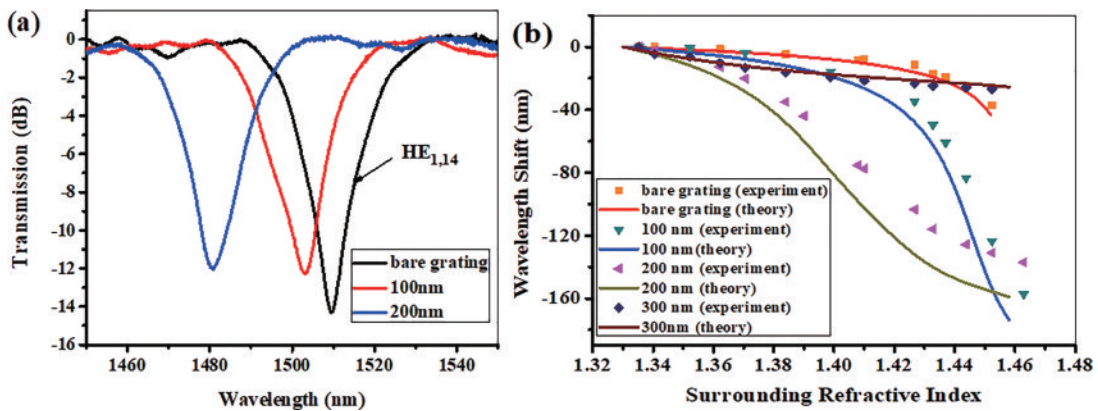 (a)
Transmission (dB)
2
0
-2
-4
-6
-8
-10
-12
-14
-16
HE1,14
bare grating
100nm
200nm
1460
1480
1500
1520
1540
Wavelength (nm)
(b)
Wavelength Shift (nm)
0
-40
-80
-120
-160
bare grating (experiment)
bare grating (theory)
100 nm (experiment)
100 nm (theory)
200 nm (experiment)
200 nm (theory)
300 nm (experiment)
300nm (theory)
1.32
1.34
1.36
1.38
1.40
1.42
1.44
1.46
1.48
Surrounding Refractive Index